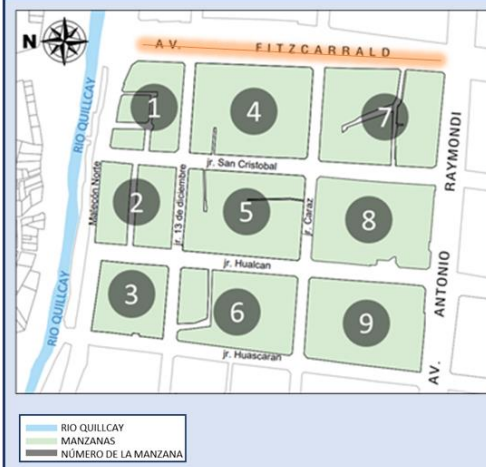 N
AV. FITZCARRALD
RIO QUILLCAY
1
4
7
jr. San Cristobal
RAYMONDI
Malecón Norte
2
jr. 13 de diciembre
5
jr. Caraz
8
jr. Hualcan
ANTONIO
3
6
9
RIO QUILLCAY
jr. Huascaran
AV.
RIO QUILLCAY
MANZANAS
NÚMERO DE LA MANZANA